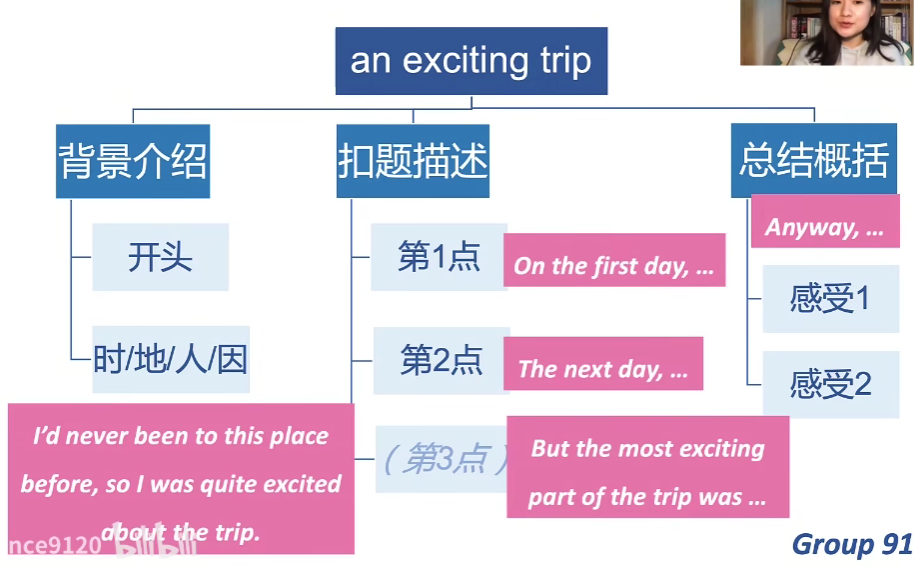 an exciting trip
背景介绍
开头
时/地/人/因
I'd never been to this place
before, so I was quite excited
about the trip.
扣题描述
第1点
On the first day, ...
第2点
The next day, ...
（第3点）
But the most exciting
part of the trip was ...
总结概括
Anyway, ...
感受1
感受2
nce9120 bilibili
Group 91